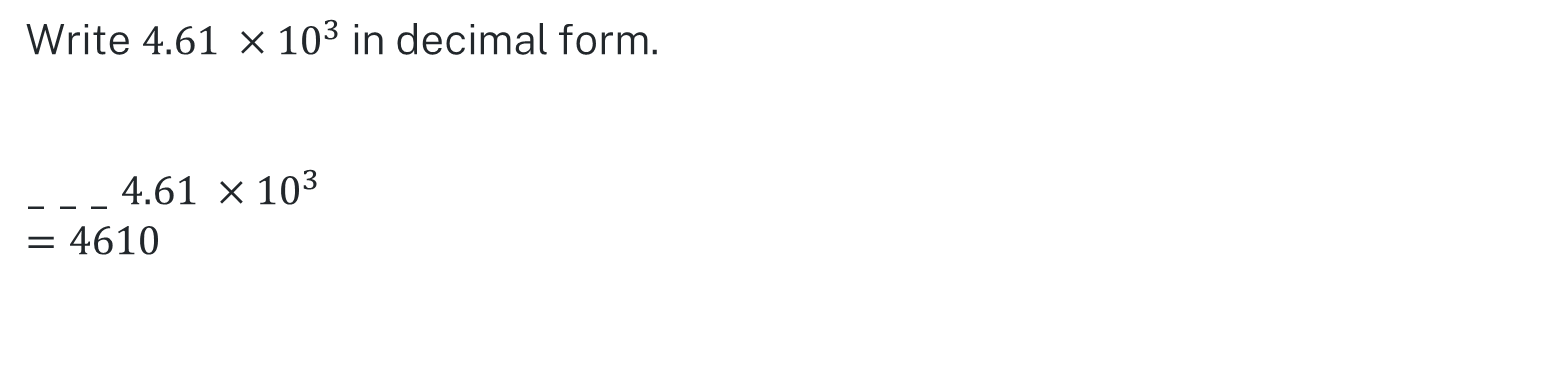 Write 4.61 × 10³ in decimal form.
_ _ _ 4.61 × 10³
= 4610